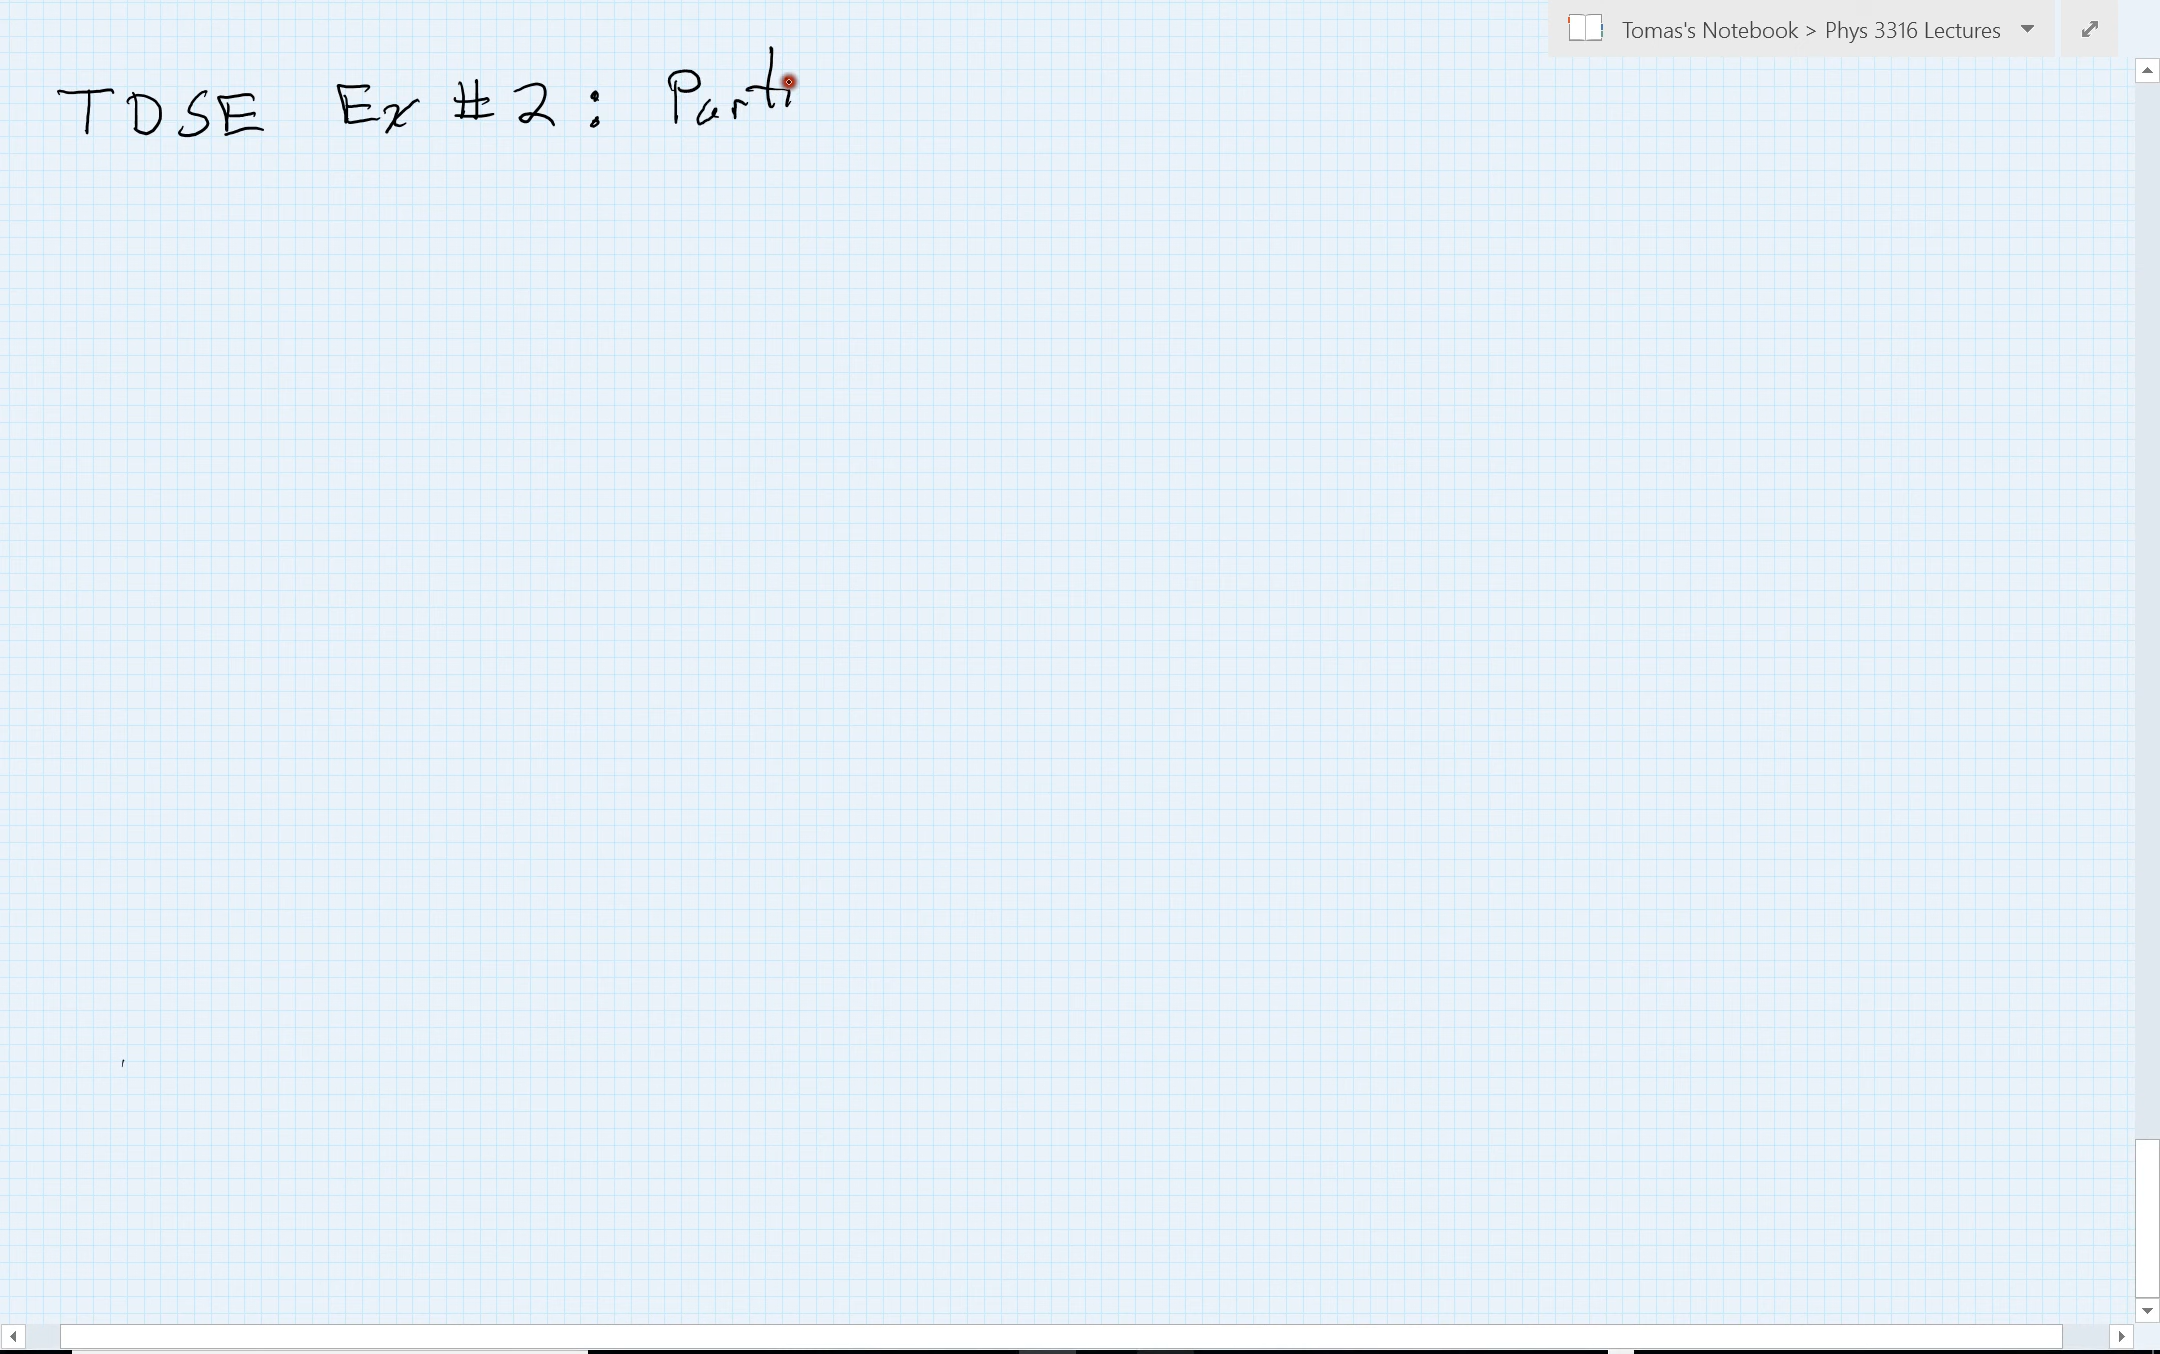 Tomas's Notebook > Phys 3316 Lectures
TDSE Ex #2: Parti